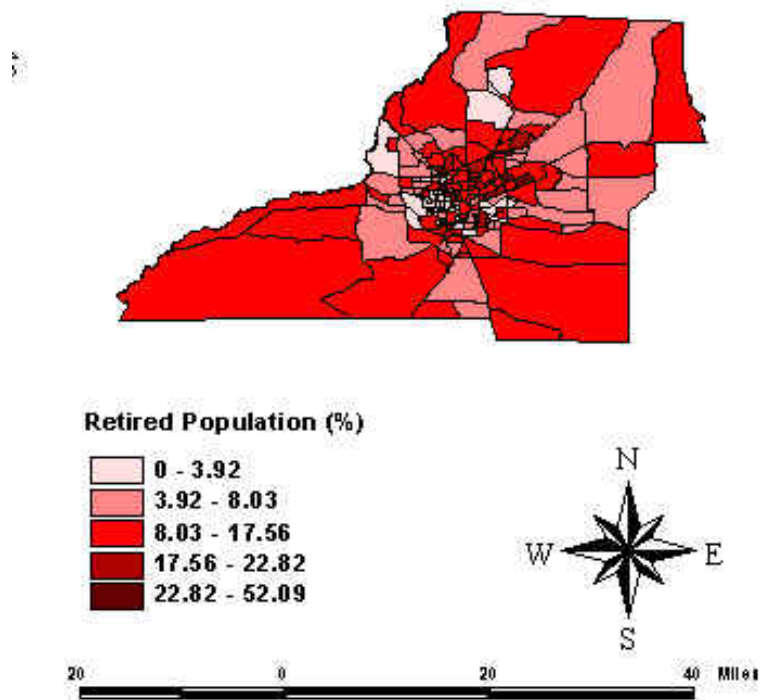 Retired Population (%)
0 - 3.92
3.92 - 8.03
8.03 - 17.56
17.56 - 22.82
22.82 - 52.09
N
W E
S
20 0 20 40 Miles